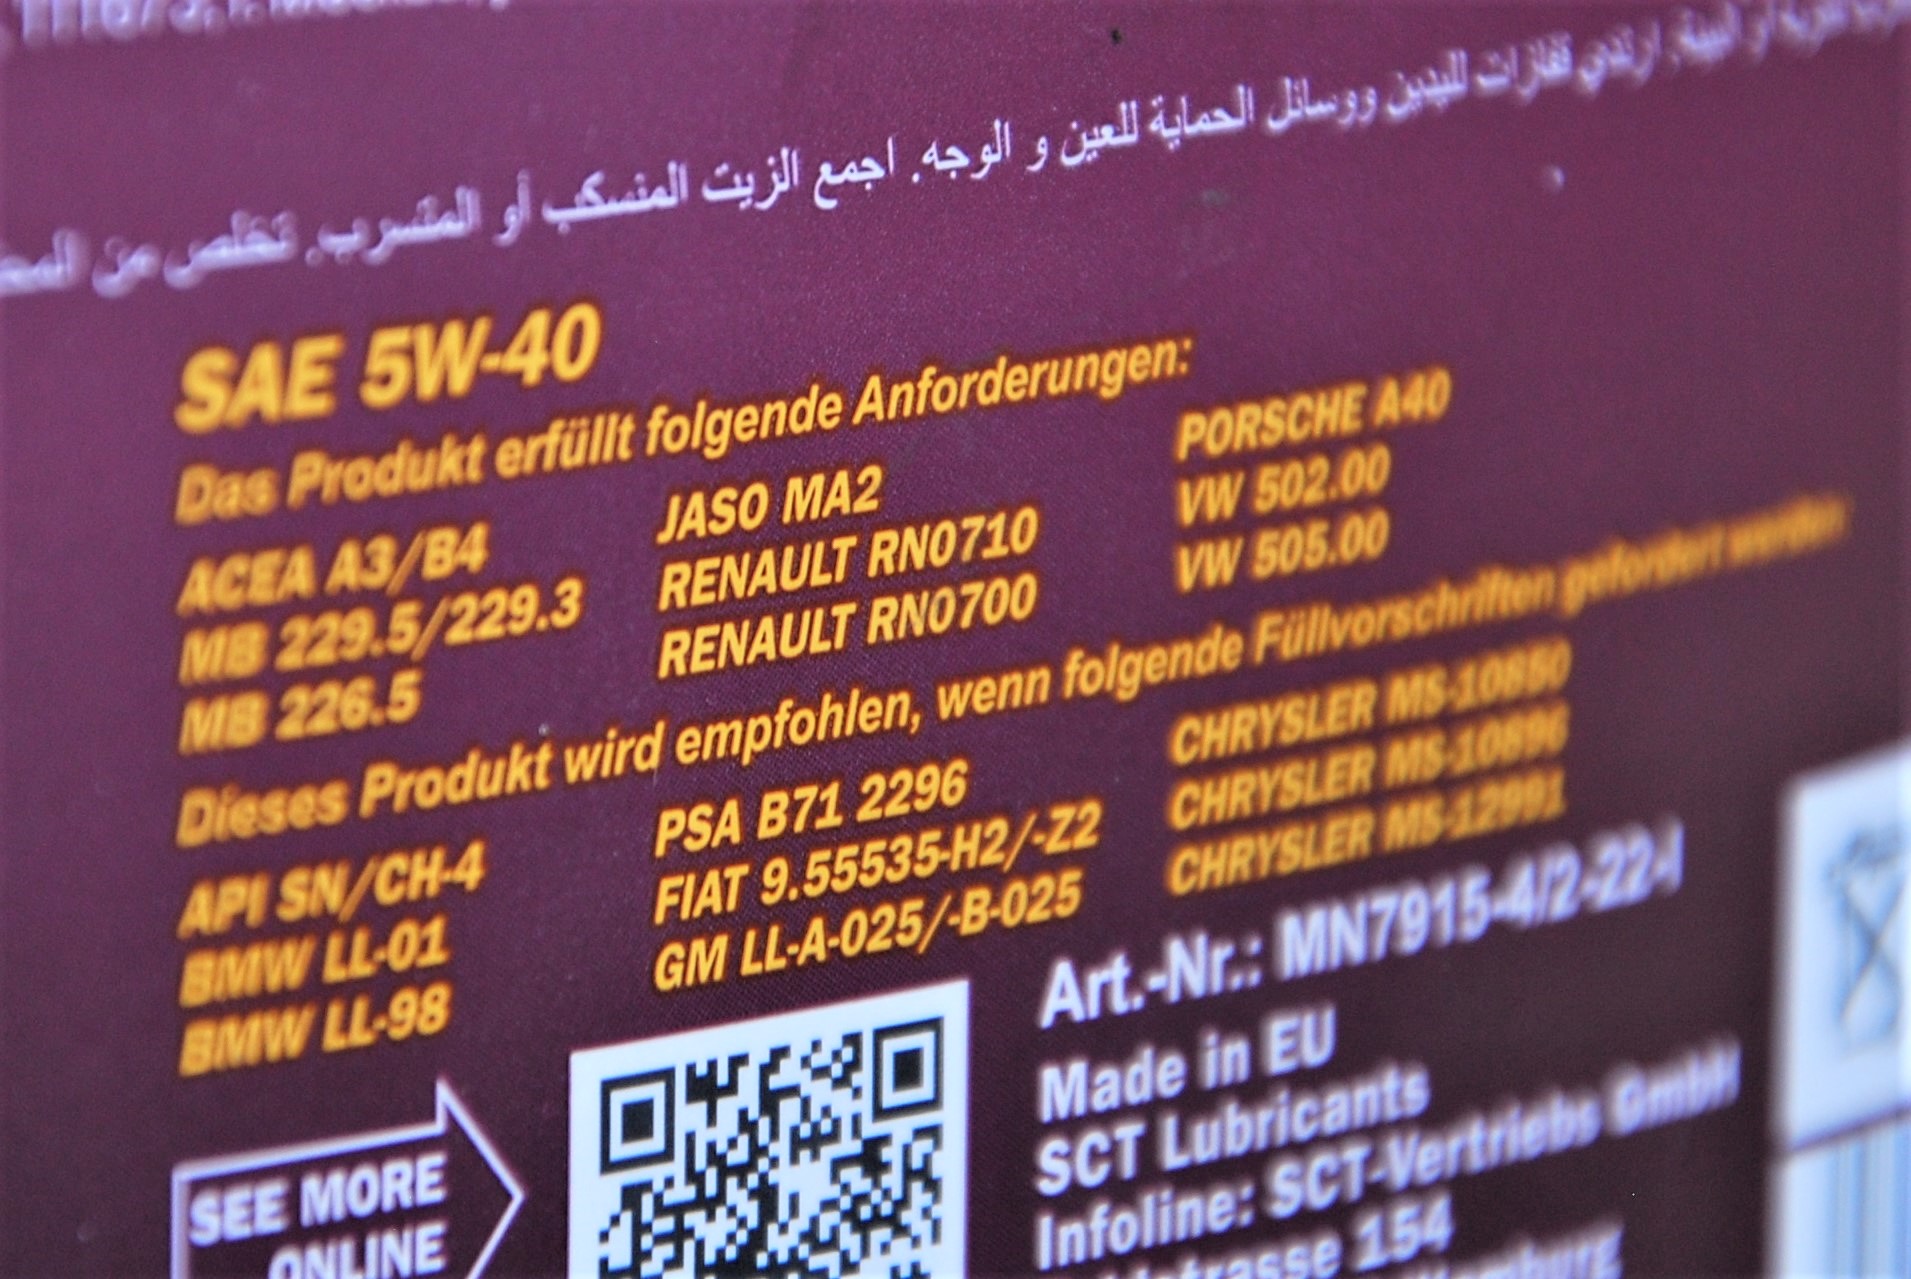 ارتدي قفازات لليدين ووسائل الحماية للعين و الوجه. اجمع الزيت المنسكب أو المتسرب. تخلص من
SAE 5W-40
Das Produkt erfüllt folgende Anforderungen:
ACEA A3/B4
MB 229.5/229.3
MB 226.5
JASO MA2
RENAULT RN0710
RENAULT RN0700
PORSCHE A40
VW 502.00
VW 505.00
Dieses Produkt wird empfohlen, wenn folgende Füllvorschriften gefordert werden:
API SN/CH-4
BMW LL-01
BMW LL-98
PSA B71 2296
FIAT 9.55535-H2/-Z2
GM LL-A-025/-B-025
CHRYSLER MS-10850
CHRYSLER MS-10896
CHRYSLER MS-12991
SEE MORE
ONLINE
Art.-Nr.: MN7915-4/2-22-I
Made in EU
SCT Lubricants
Infoline: SCT-Vertriebs GmbH
154